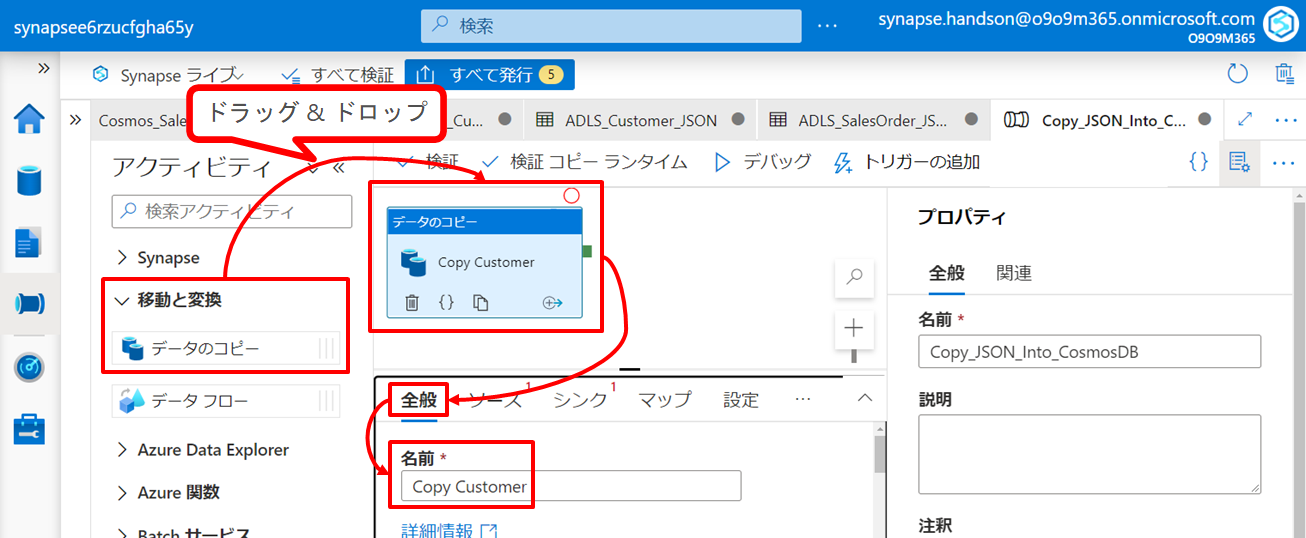 synapsee6rzucfgha65y
検索
synapse.handson@o9o9m365.onmicrosoft.com
O9O9M365
Synapse ライブ
すべて検証
すべて発行 5
Cosmos_Sale
Cu...
ADLS_Customer_JSON
ADLS_SalesOrder_JS...
Copy_JSON_Into_C...
ドラッグ & ドロップ
アクティビティ
検証
検証 コピー ランタイム
デバッグ
トリガーの追加
検索アクティビティ
Synapse
移動と変換
データのコピー
データ フロー
Azure Data Explorer
Azure 関数
Batch サービス
データのコピー
Copy Customer
全般
ソース 1
シンク 1
マップ
設定
名前 *
Copy Customer
詳細情報
プロパティ
全般
関連
名前 *
Copy_JSON_Into_CosmosDB
説明
注釈